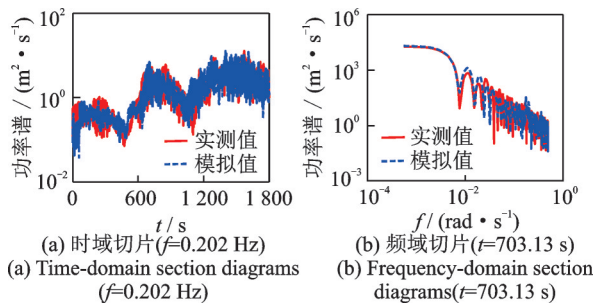 功率谱 / (m²·s⁻¹)
10²
10⁰
10⁻²
实测值
模拟值
0 600 1 200 1 800
t / s
(a) 时域切片(f=0.202 Hz)
(a) Time-domain section diagrams
(f=0.202 Hz)
功率谱 / (m²·s⁻¹)
10⁷
10⁴
10¹
10⁻³
实测值
模拟值
10⁻⁴ 10⁻² 10⁰
f / (rad·s⁻¹)
(b) 频域切片(t=703.13 s)
(b) Frequency-domain section
diagrams(t=703.13 s)